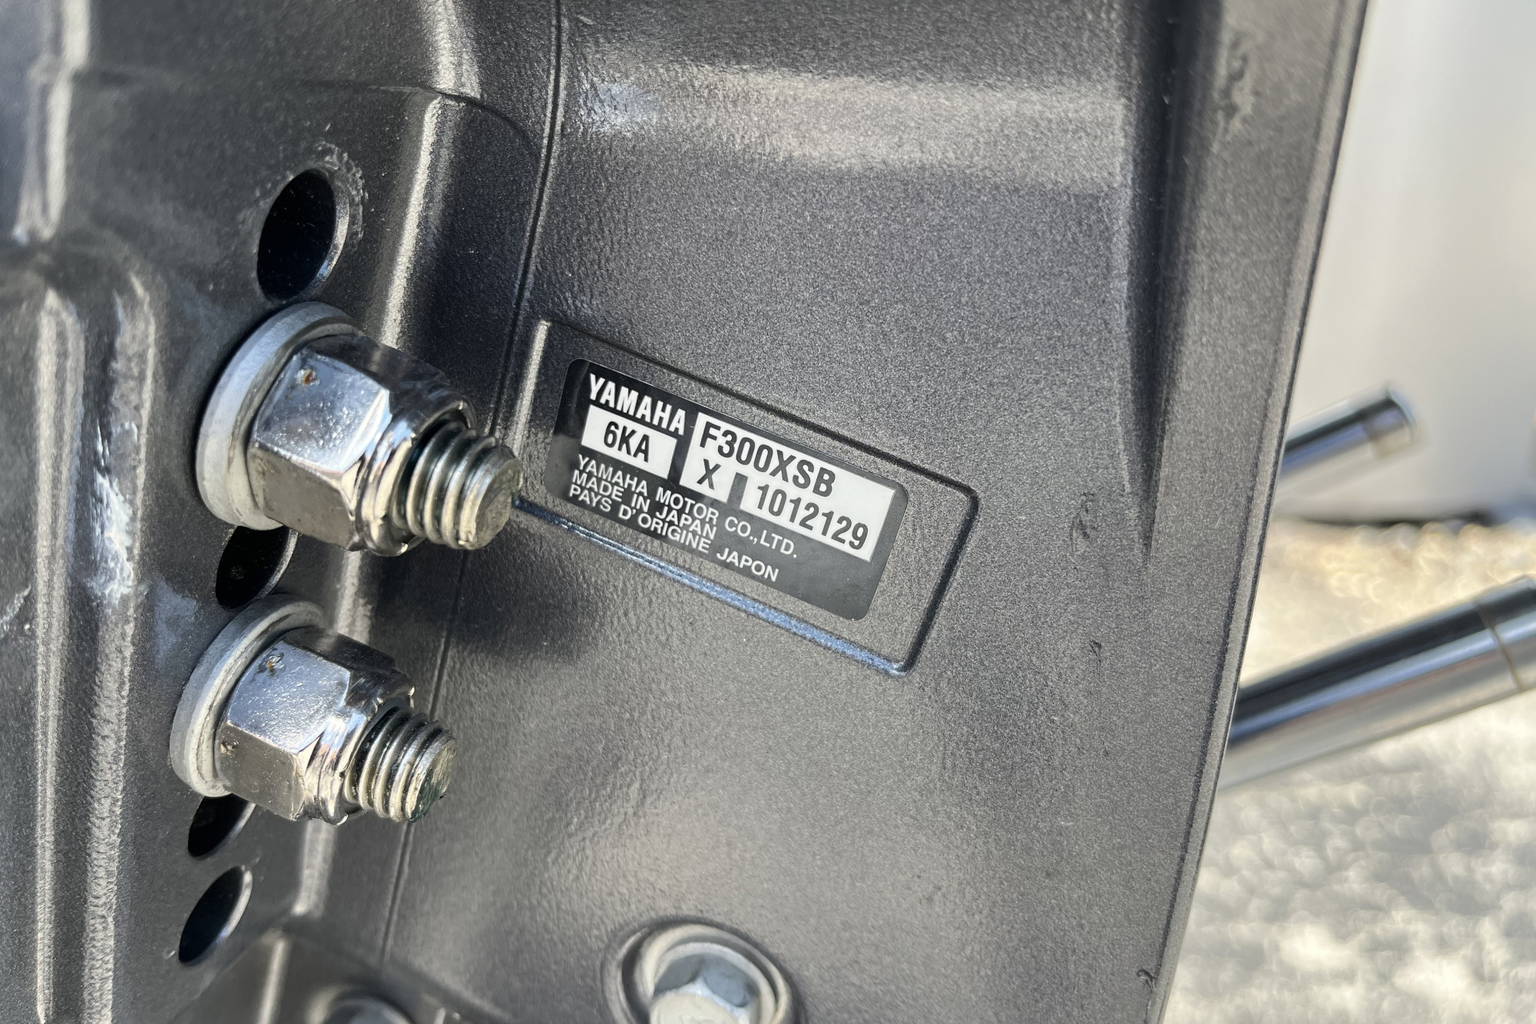 YAMAHA
6KA
F300XSB
X 1012129
YAMAHA MOTOR CO.,LTD.
MADE IN JAPAN
PAYS D'ORIGINE JAPON